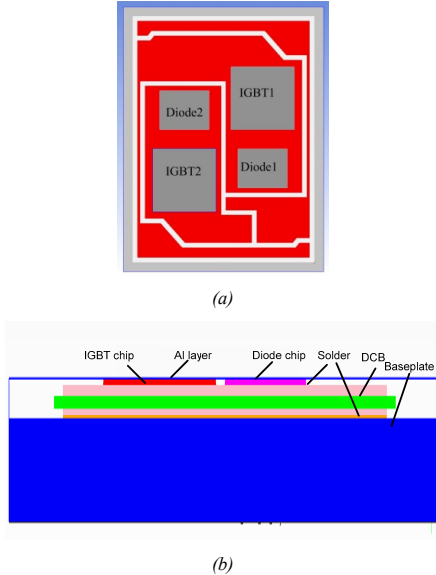 IGBT1
Diode2
Diode1
IGBT2
(a)
IGBT chip
Al layer
Diode chip
Solder
DCB
Baseplate
(b)